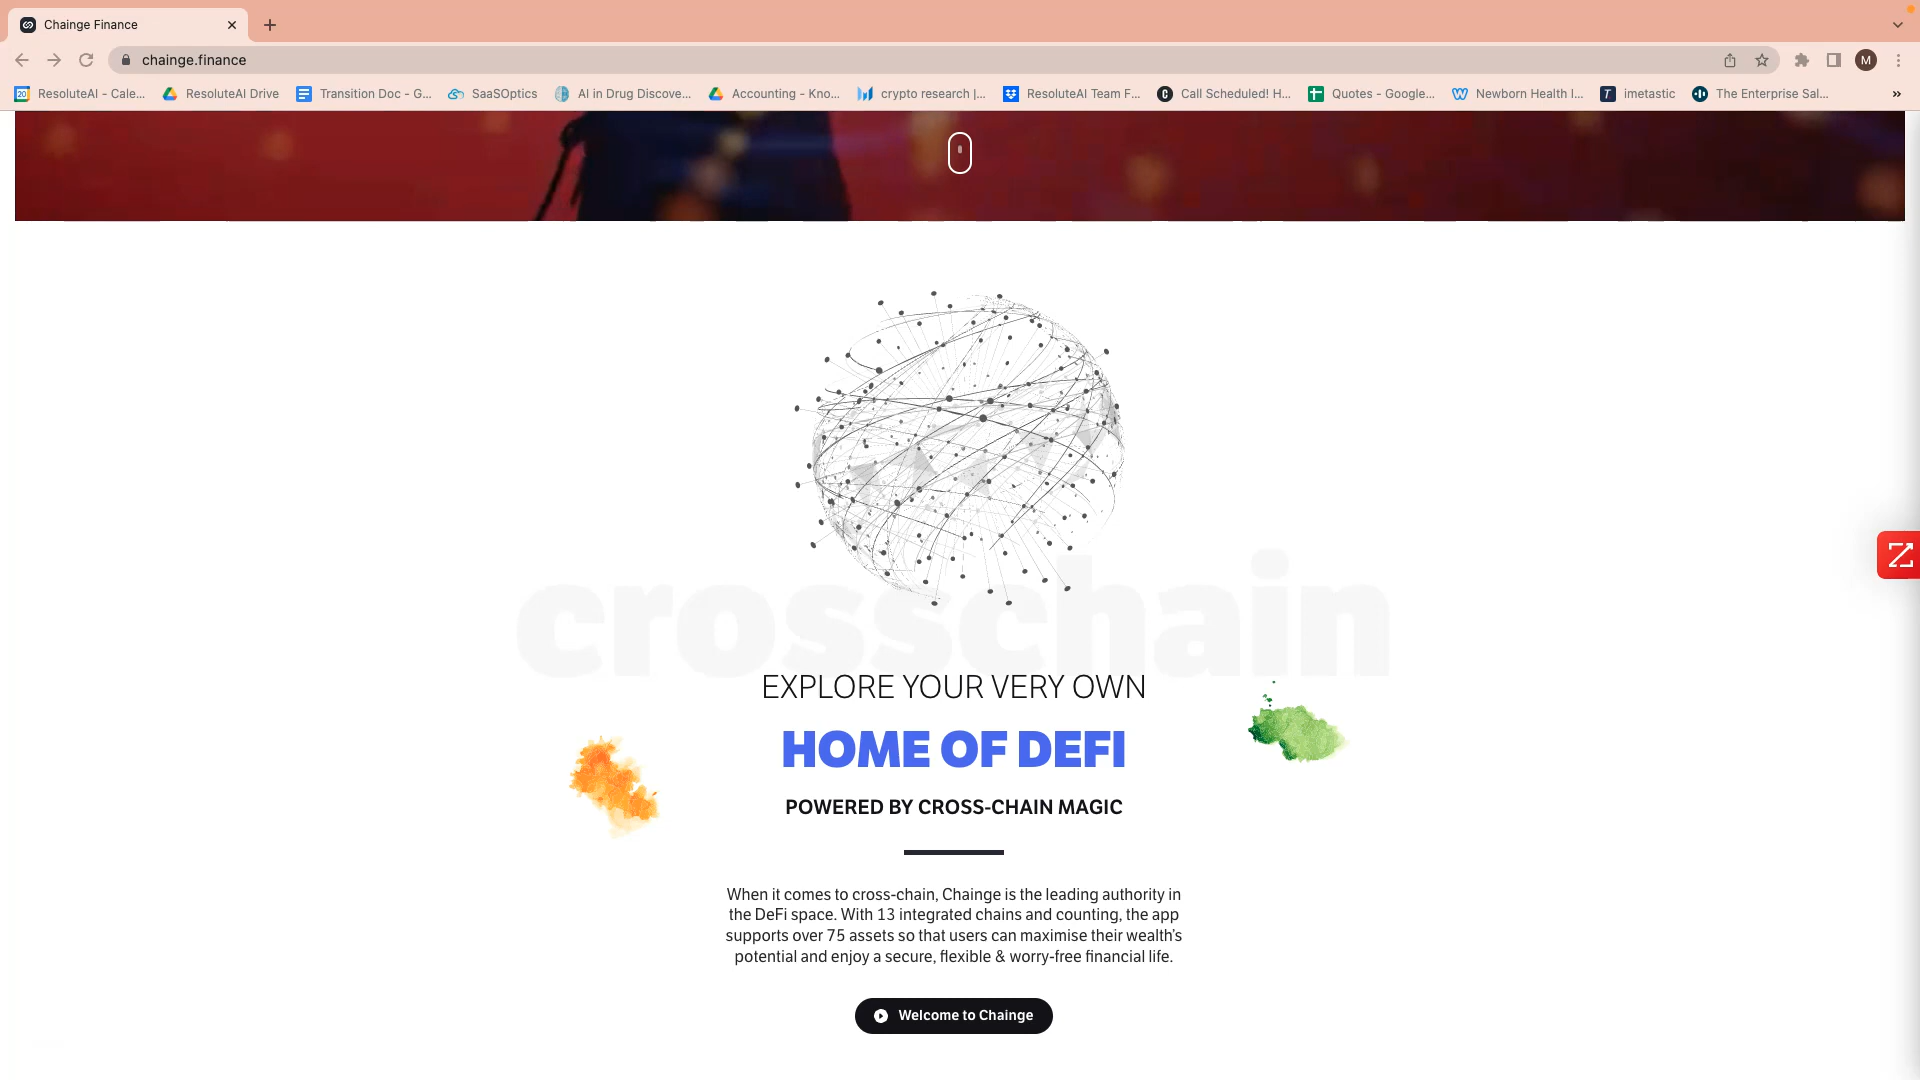 Chainge Finance
chainge.finance
M
ResoluteAI - Cale...
ResoluteAI Drive
Transition Doc - G...
SaaSOptics
AI in Drug Discove...
Accounting - Kno...
crypto research |...
ResoluteAI Team F...
Call Scheduled! H...
Quotes - Google...
Newborn Health I...
imetastic
The Enterprise Sal...
crosschain
EXPLORE YOUR VERY OWN
HOME OF DEFI
POWERED BY CROSS-CHAIN MAGIC
When it comes to cross-chain, Chainge is the leading authority in
the DeFi space. With 13 integrated chains and counting, the app
supports over 75 assets so that users can maximise their wealth's
potential and enjoy a secure, flexible & worry-free financial life.
Welcome to Chainge